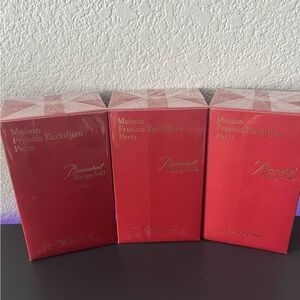 Maison
Francis Kurkdjian
Paris
Baccarat
Rouge 540
Maison
Francis Kurkdjian
Paris
Baccarat
Rouge 540
Maison
Francis Kurkdjian
Paris
Baccarat
Rouge 540